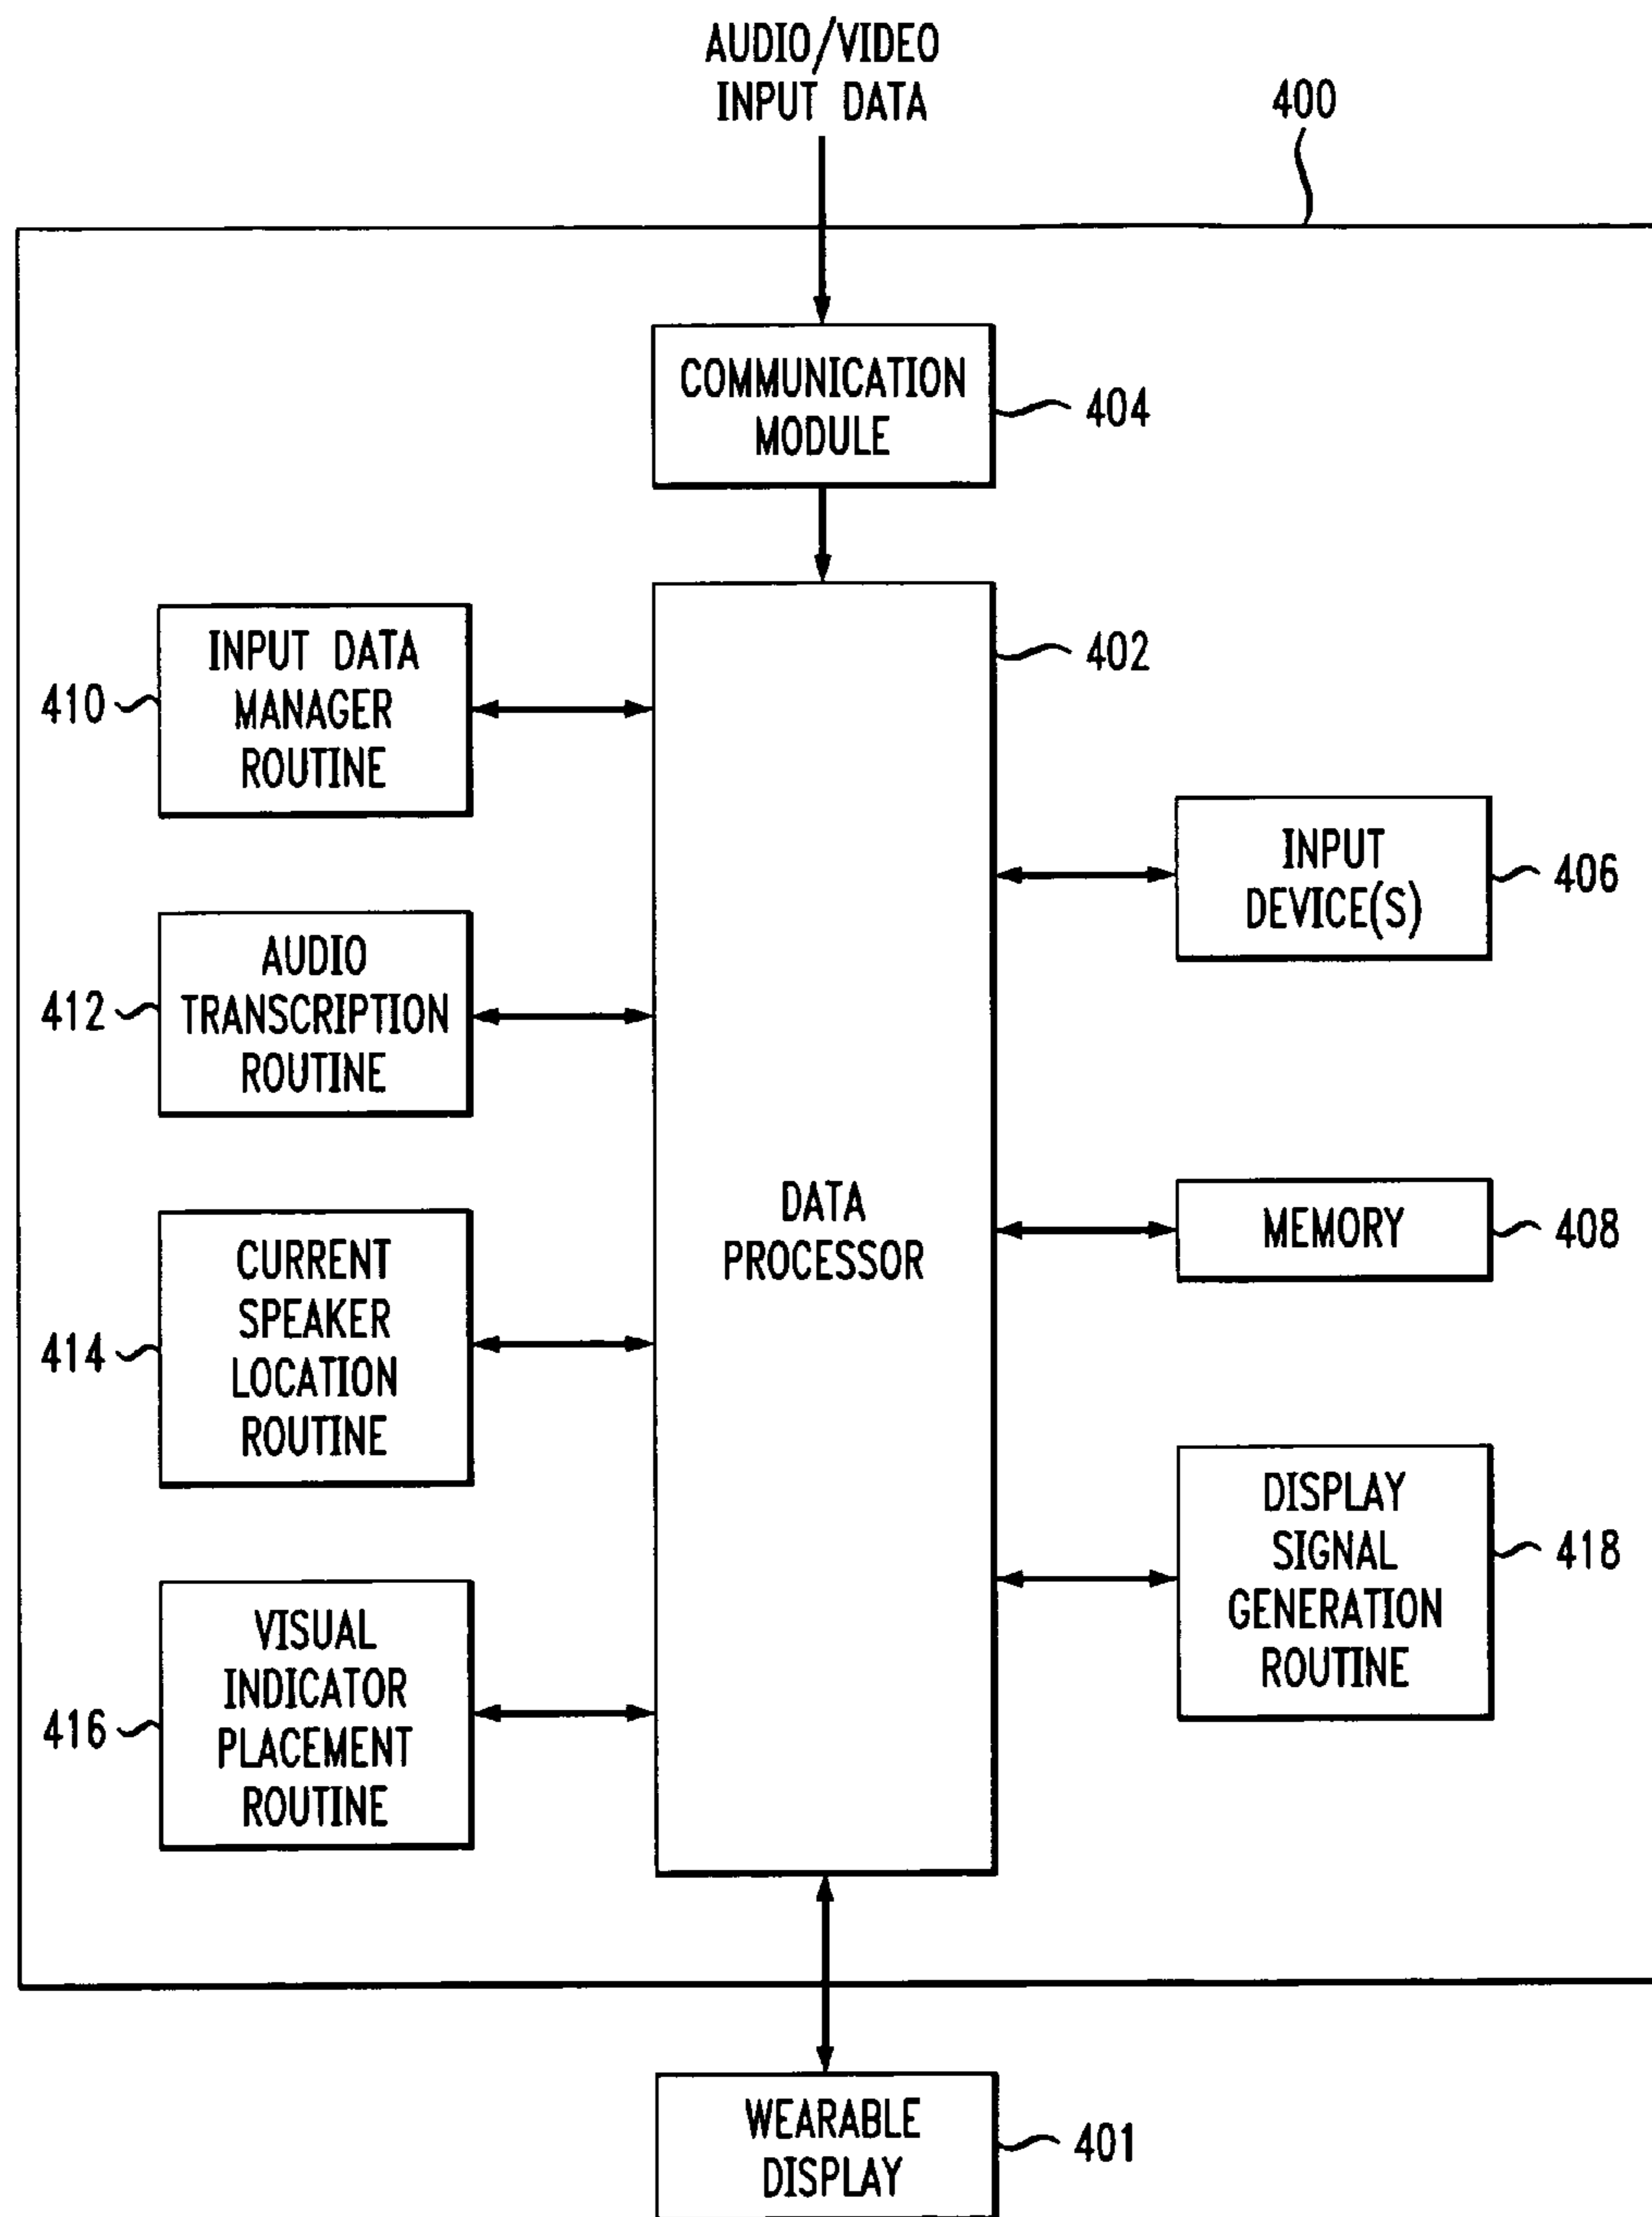 AUDIO/VIDEO
INPUT DATA
400
COMMUNICATION
MODULE
404
INPUT DATA
MANAGER
ROUTINE
410
402
INPUT
DEVICE(S)
406
AUDIO
TRANSCRIPTION
ROUTINE
412
DATA
PROCESSOR
MEMORY
408
CURRENT
SPEAKER
LOCATION
ROUTINE
414
DISPLAY
SIGNAL
GENERATION
ROUTINE
418
VISUAL
INDICATOR
PLACEMENT
ROUTINE
416
WEARABLE
DISPLAY
401